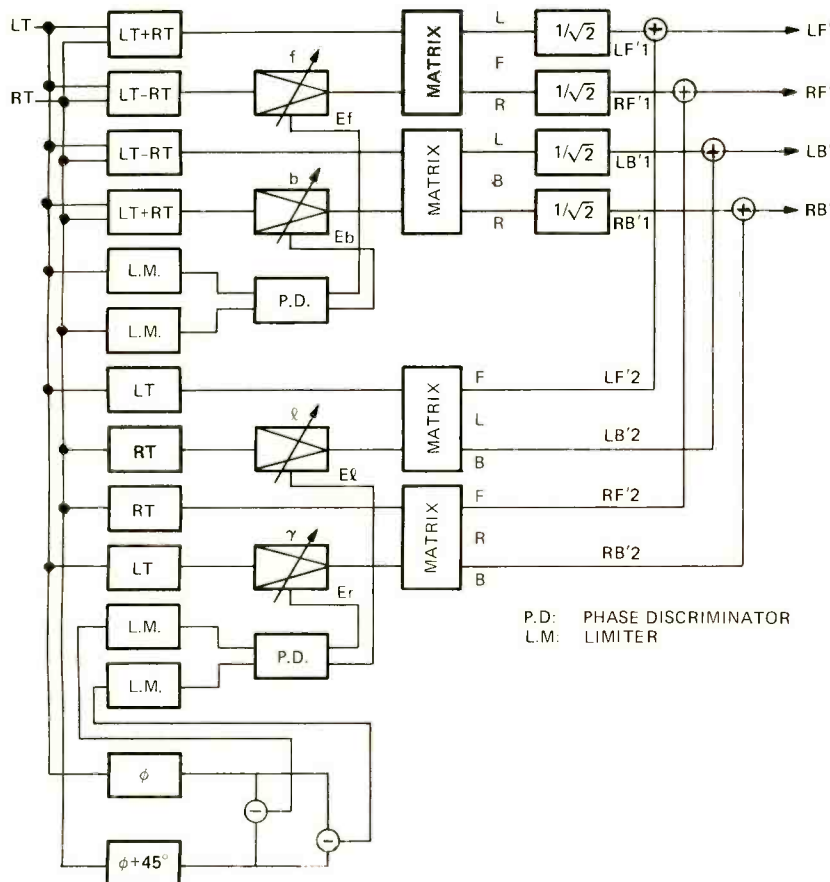 LT
RT
LT+RT
LT−RT
LT−RT
LT+RT
L.M.
L.M.
LT
RT
RT
LT
L.M.
L.M.
ϕ
ϕ+45°
f
Ef
b
Eb
P.D.
ℓ
Eℓ
γ
Er
P.D.
MATRIX
L
F
R
MATRIX
L
B
R
1/√2
LF'1
1/√2
RF'1
1/√2
LB'1
1/√2
RB'1
+
+
+
+
LF'
RF'
LB'
RB'
MATRIX
F
L
B
LF'2
LB'2
MATRIX
F
R
B
RF'2
RB'2
−
−
P.D: PHASE DISCRIMINATOR
L.M: LIMITER